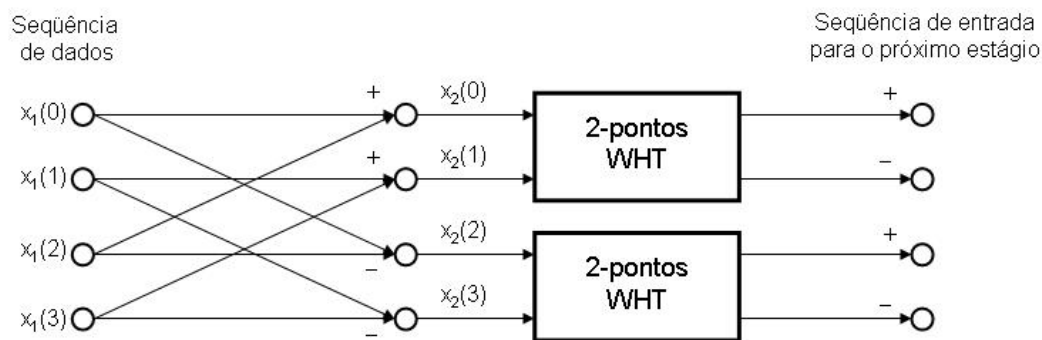 Seqüência
de dados
Seqüência de entrada
para o próximo estágio
x₁(0)
+
x₂(0)
+
x₁(1)
+
x₂(1)
2-pontos
WHT
–
x₁(2)
–
x₂(2)
+
x₁(3)
–
x₂(3)
2-pontos
WHT
–